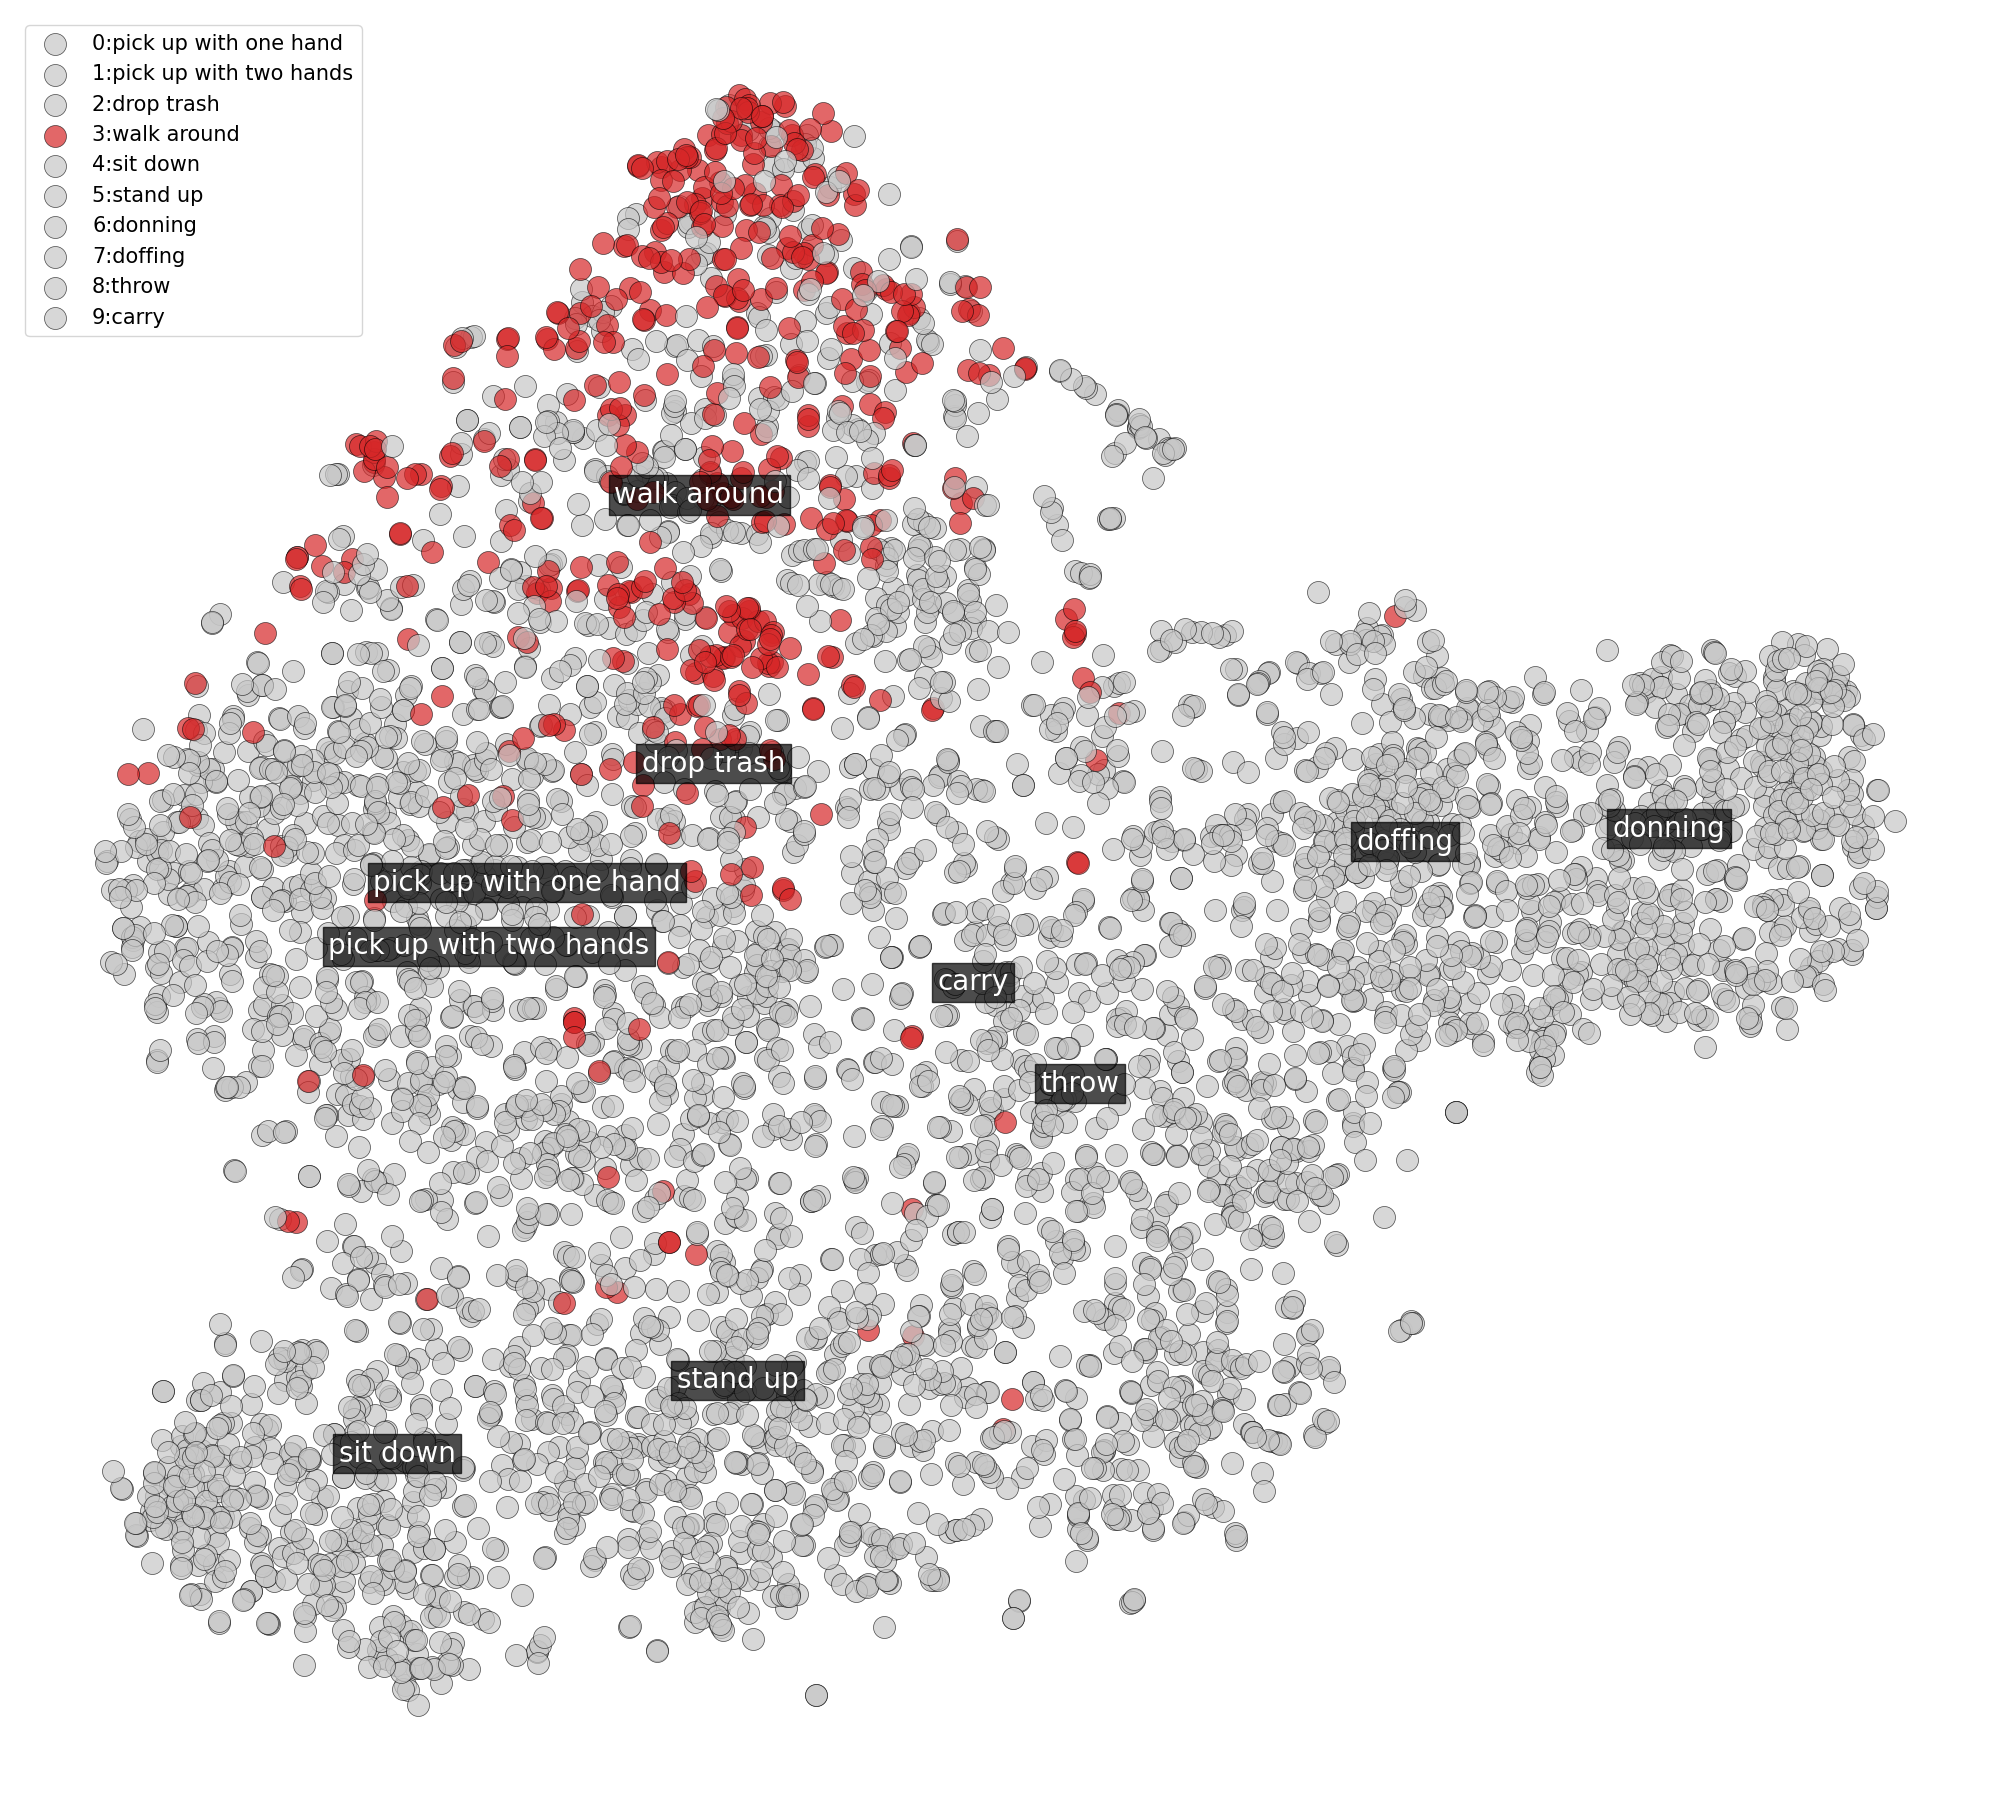 0:pick up with one hand
1:pick up with two hands
2:drop trash
3:walk around
4:sit down
5:stand up
6:donning
7:doffing
8:throw
9:carry
walk around
drop trash
donning
doffing
pick up with one hand
pick up with two hands
carry
throw
stand up
sit down